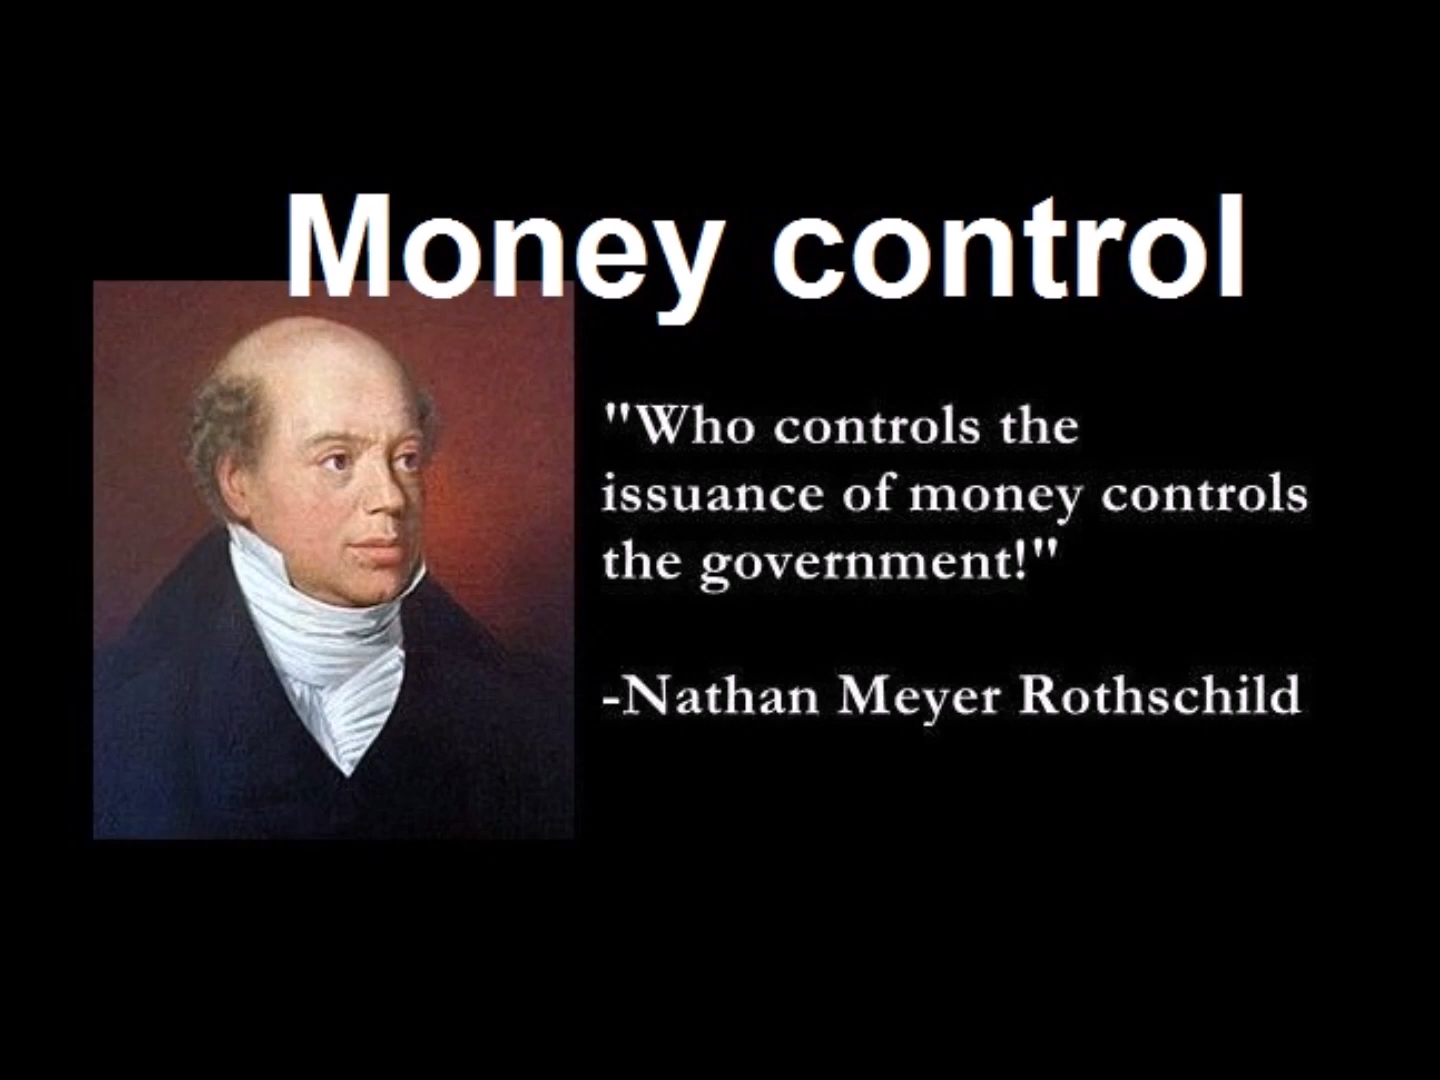 Money control
"Who controls the
issuance of money controls
the government!"
-Nathan Meyer Rothschild